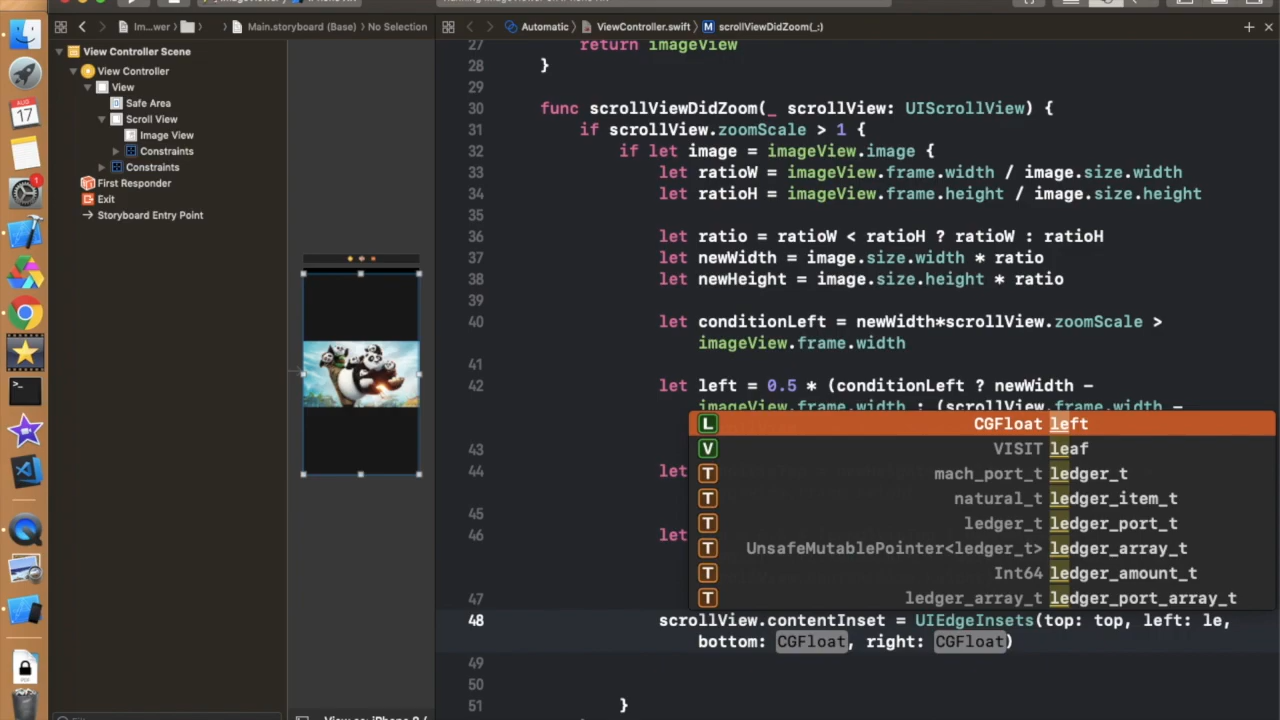 Im...wer
Main.storyboard (Base)
No Selection
Automatic
ViewController.swift
M scrollViewDidZoom(_:)
View Controller Scene
View Controller
View
Safe Area
Scroll View
Image View
Constraints
Constraints
First Responder
Exit
Storyboard Entry Point
AUG
17
1
27 return imageView
28 }
29
30 func scrollViewDidZoom(_ scrollView: UIScrollView) {
31 if scrollView.zoomScale > 1 {
32 if let image = imageView.image {
33 let ratioW = imageView.frame.width / image.size.width
34 let ratioH = imageView.frame.height / image.size.height
35
36 let ratio = ratioW < ratioH ? ratioW : ratioH
37 let newWidth = image.size.width * ratio
38 let newHeight = image.size.height * ratio
39
40 let conditionLeft = newWidth*scrollView.zoomScale >
imageView.frame.width
41
42 let left = 0.5 * (conditionLeft ? newWidth -
imageView.frame.width : (scrollView.frame.width -
L CGFloat left
V VISIT leaf
43
44 let
T mach_port_t ledger_t
T natural_t ledger_item_t
45
T ledger_t ledger_port_t
46 let
T UnsafeMutablePointer<ledger_t> ledger_array_t
T Int64 ledger_amount_t
47
T ledger_array_t ledger_port_array_t
48 scrollView.contentInset = UIEdgeInsets(top: top, left: le,
bottom: CGFloat, right: CGFloat)
49
50
51 }